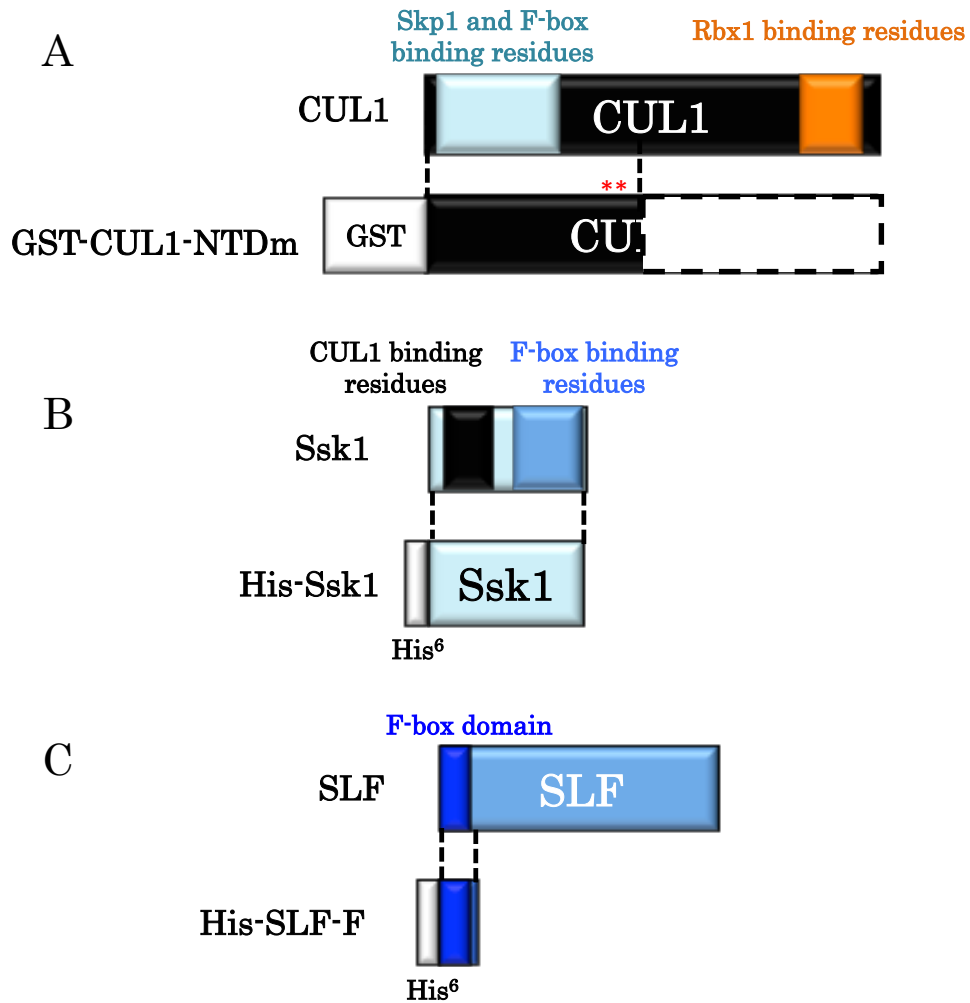 A
Skp1 and F-box
binding residues
Rbx1 binding residues
CUL1
CUL1
**
GST-CUL1-NTDm
GST
CUL
B
CUL1 binding
residues
F-box binding
residues
Ssk1
His-Ssk1
Ssk1
His⁶
C
F-box domain
SLF
SLF
His-SLF-F
His⁶